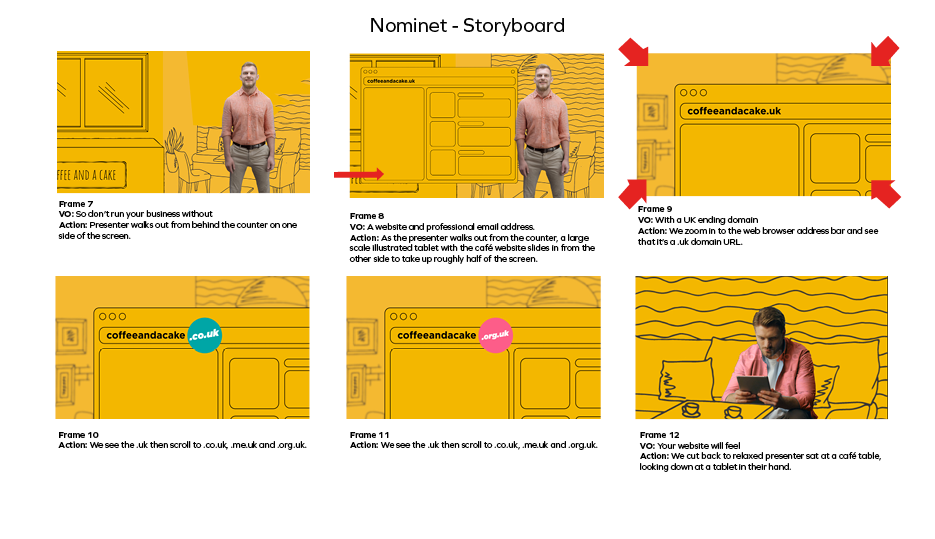 Nominet - Storyboard
FFEE AND A CAKE
Frame 7
VO: So don't run your business without
Action: Presenter walks out from behind the counter on one
side of the screen.
coffeeandacake.uk
Frame 8
VO: A website and professional email address.
Action: As the presenter walks out from the counter, a large
scale illustrated tablet with the café website slides in from the
other side to take up roughly half of the screen.
coffeeandacake.uk
Frame 9
VO: With a UK ending domain
Action: We zoom in to the web browser address bar and see
that it's a .uk domain URL.
coffeeandacake .co.uk
Frame 10
Action: We see the .uk then scroll to .co.uk, .me.uk and .org.uk.
coffeeandacake .org.uk
Frame 11
Action: We see the .uk then scroll to .co.uk, .me.uk and .org.uk.
Frame 12
VO: Your website will feel
Action: We cut back to relaxed presenter sat at a café table,
looking down at a tablet in their hand.